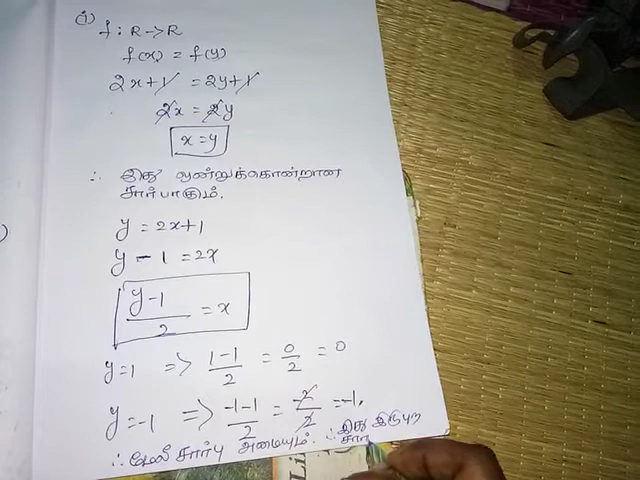 (i) f : R → R
f(x) = f(y)
2x+1 = 2y+1
2x = 2y
x = y
∴ இது ஒன்றுக்கொன்றான
சார்பாகும்.
)
y = 2x+1
y - 1 = 2x
y-1/2 = x
y=1 => 1-1/2 = 0/2 = 0
y=-1 => -1-1/2 = -2/2 = -1.
∴ மேல் சார்பு அமையும். ∴ இது இருபுற
சார
Li